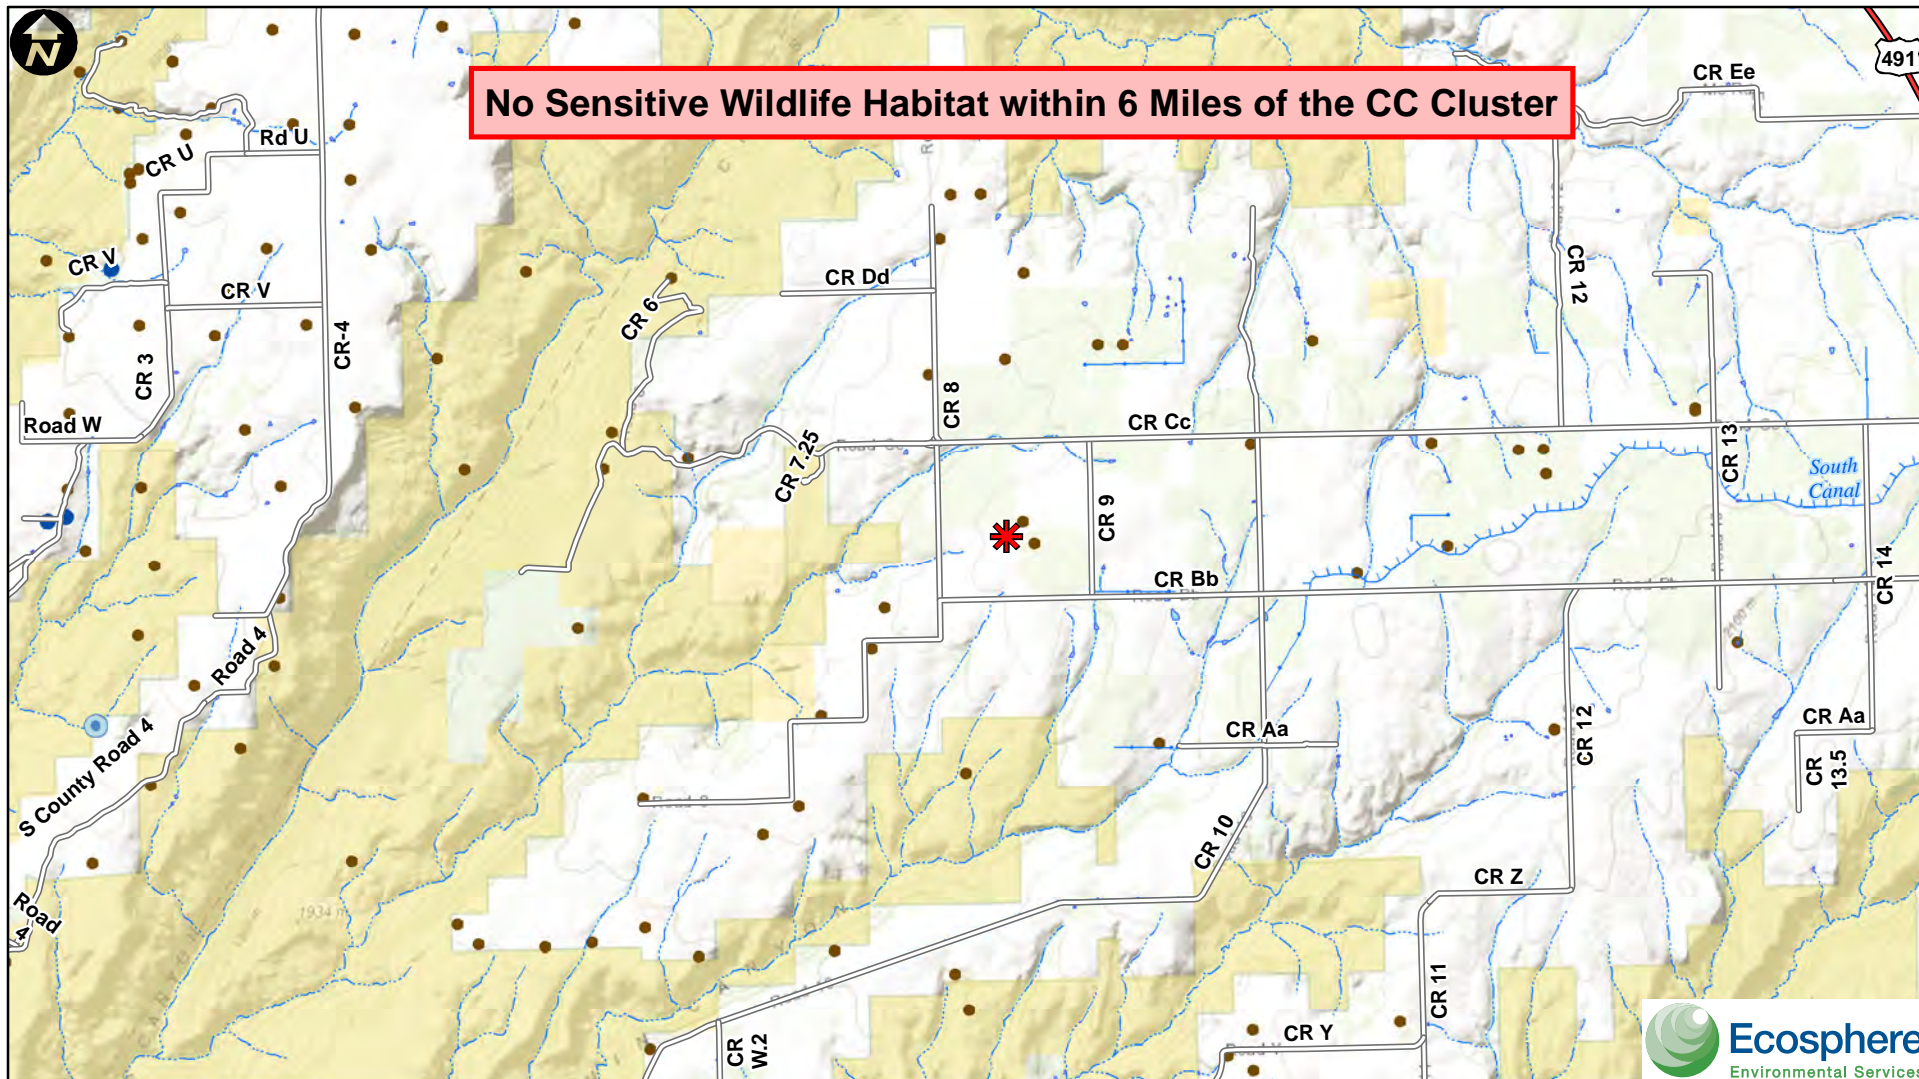 N
No Sensitive Wildlife Habitat within 6 Miles of the CC Cluster
491
CR Ee
Rd U
CR U
CR V
CR V
CR 3
CR-4
Road W
CR 6
CR Dd
CR 8
CR 12
CR Cc
CR 7.25
CR 9
CR 13
South
Canal
CR Bb
CR 14
Road 4
S County Road 4
CR Aa
CR 12
CR Aa
CR
13.5
CR 10
CR Z
Road
4
1934 m
CR 11
CR Y
CR
W.2
Ecosphere
Environmental Services